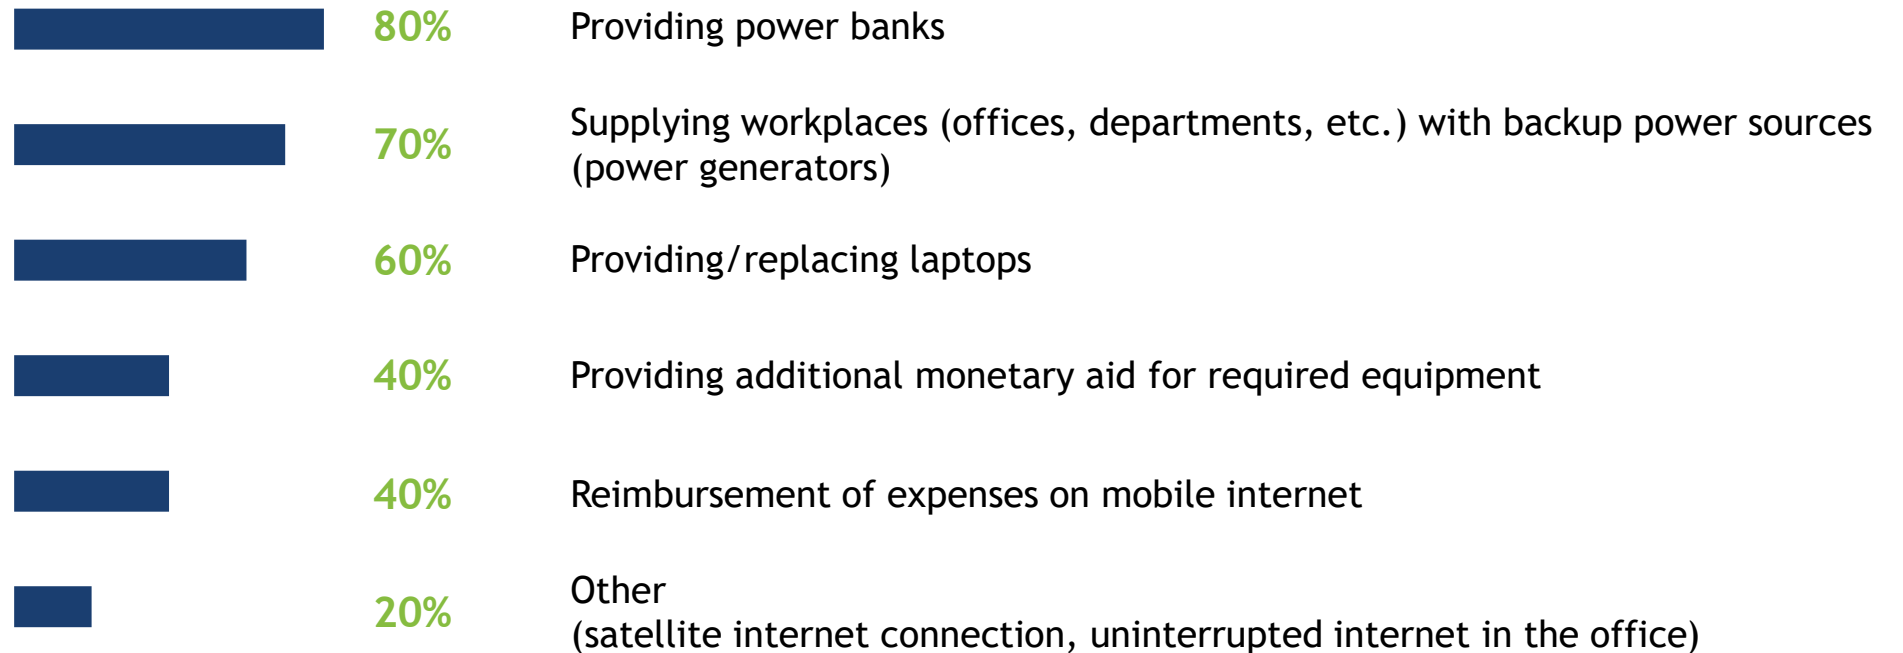 80% Providing power banks
70% Supplying workplaces (offices, departments, etc.) with backup power sources
(power generators)
60% Providing/replacing laptops
40% Providing additional monetary aid for required equipment
40% Reimbursement of expenses on mobile internet
20% Other
(satellite internet connection, uninterrupted internet in the office)